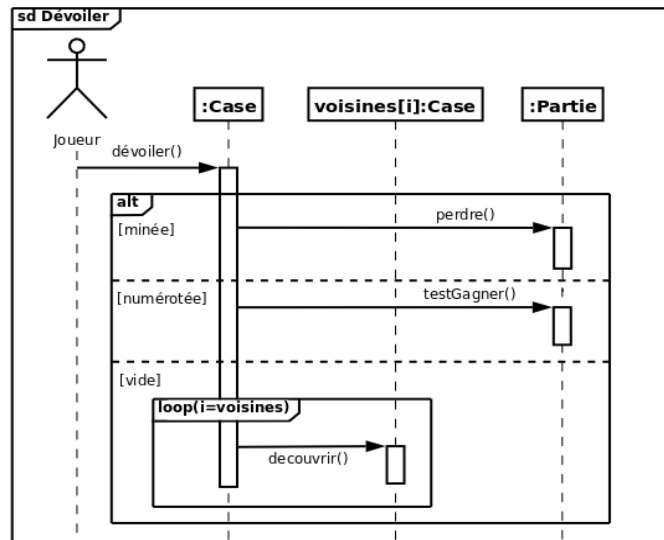 sd Dévoiler
:Case
voisines[i]:Case
:Partie
Joueur
dévoiler()
alt
[minée]
perdre()
[numérotée]
testGagner()
[vide]
loop(i=voisines)
decouvrir()